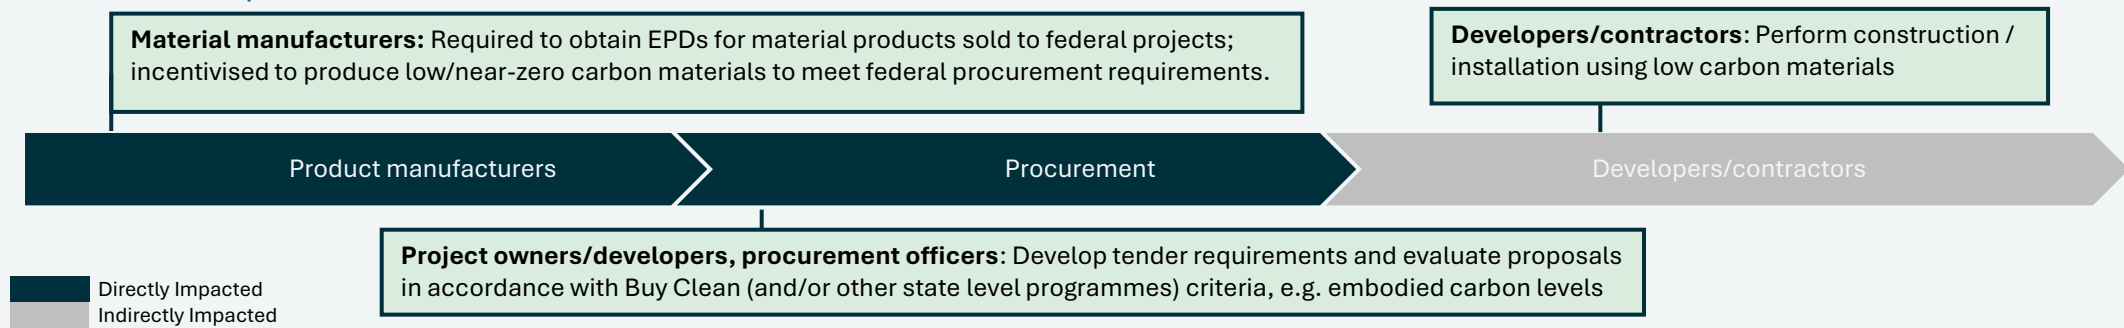 Material manufacturers: Required to obtain EPDs for material products sold to federal projects;
incentivised to produce low/near-zero carbon materials to meet federal procurement requirements.
Developers/contractors: Perform construction /
installation using low carbon materials
Product manufacturers
Procurement
Developers/contractors
Project owners/developers, procurement officers: Develop tender requirements and evaluate proposals
in accordance with Buy Clean (and/or other state level programmes) criteria, e.g. embodied carbon levels
Directly Impacted
Indirectly Impacted